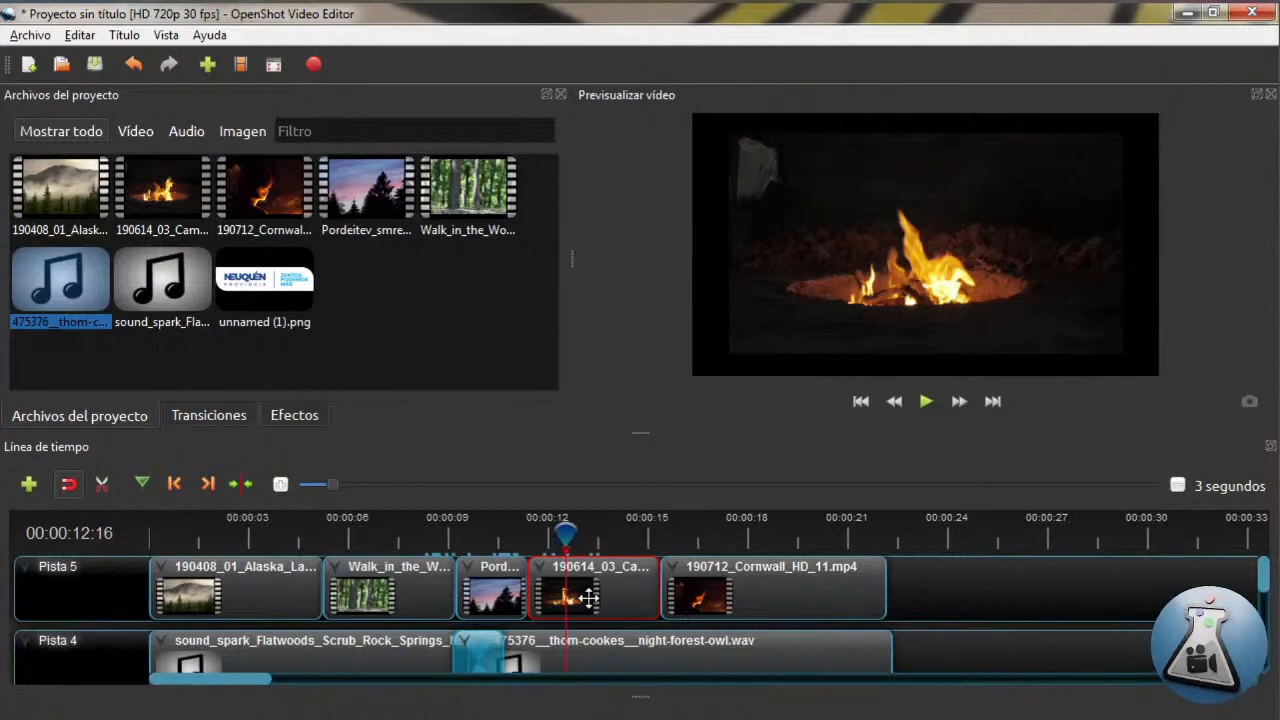 * Proyecto sin título [HD 720p 30 fps] - OpenShot Video Editor
Archivo Editar Título Vista Ayuda
Archivos del proyecto
Previsualizar vídeo
Mostrar todo Vídeo Audio Imagen Filtro
190408_01_Alask... 190614_03_Cam... 190712_Cornwal... Pordeitev_smre... Walk_in_the_Wo...
NEUQUÉN
PROVINCIA
JUNTOS
PODEMOS
MÁS
475376__thom-c... sound_spark_Fla... unnamed (1).png
Archivos del proyecto Transiciones Efectos
Línea de tiempo
3 segundos
00:00:12:16
00:00:03 00:00:06 00:00:09 00:00:12 00:00:15 00:00:18 00:00:21 00:00:24 00:00:27 00:00:30 00:00:33
Pista 5 190408_01_Alaska_La... Walk_in_the_W... Pord... 190614_03_Ca... 190712_Cornwall_HD_11.mp4
Pista 4 sound_spark_Flatwoods_Scrub_Rock_Springs_ 475376__thom-cookes__night-forest-owl.wav